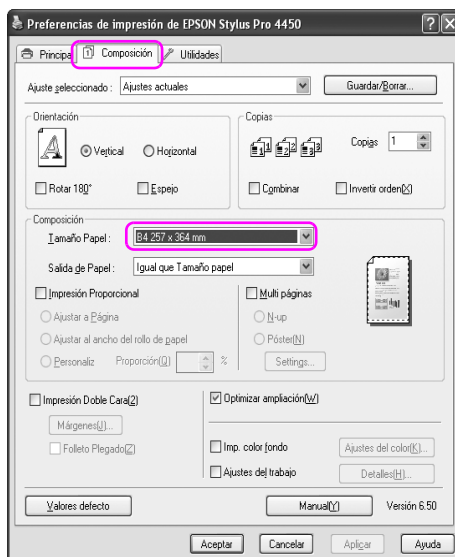 Preferencias de impresión de EPSON Stylus Pro 4450
Principal Composición Utilidades
Ajuste seleccionado : Ajustes actuales Guardar/Borrar...
Orientación Copias
Vertical Horizontal Copias 1
Rotar 180° Espejo Combinar Invertir orden(X)
Composición
Tamaño Papel : B4 257 x 364 mm
Salida de Papel : Igual que Tamaño papel
Impresión Proporcional Multi páginas
Ajustar a Página N-up
Ajustar al ancho del rollo de papel Póster(N)
Personaliz Proporción(Q) % Settings...
Impresión Doble Cara(2) Optimizar ampliación(W)
Márgenes(J)...
Folleto Plegado(Z) Imp. color fondo Ajustes del color(K)...
Ajustes del trabajo Detalles(H)...
Valores defecto Manual(Y) Versión 6.50
Aceptar Cancelar Aplicar Ayuda